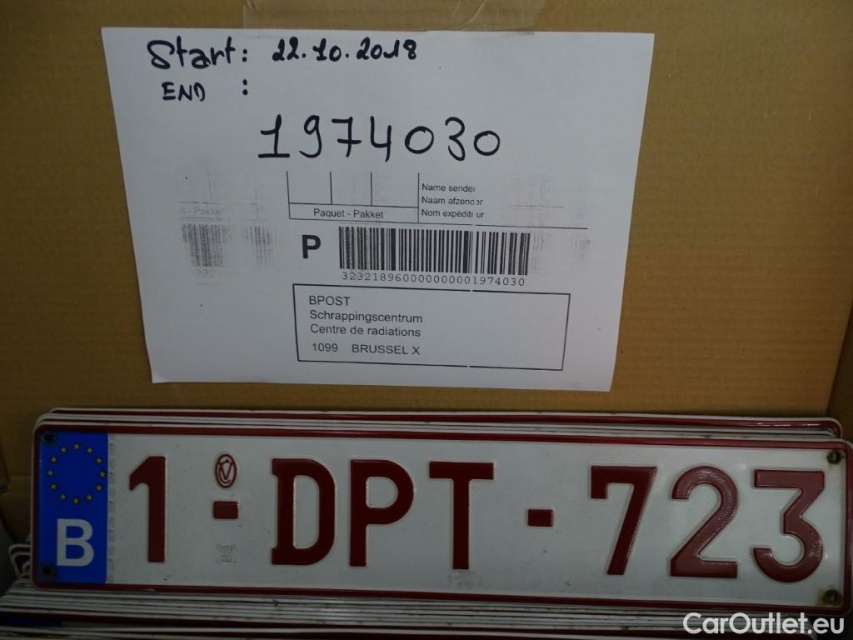 Start: 22.10.2018
END :
1974030
Name sender
Naam afzender
Paquet - Pakket
Nom expéditeur
P
3232189600000000001974030
BPOST
Schrappingscentrum
Centre de radiations
1099 BRUSSEL X
B 1-DPT-723
CarOutlet.eu